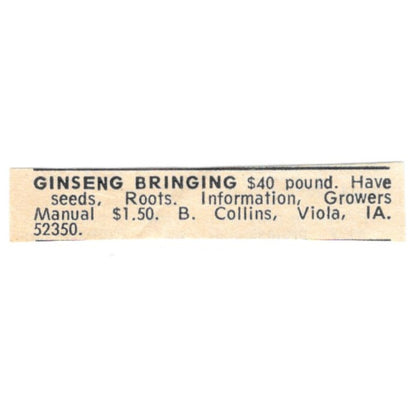 GINSENG BRINGING $40 pound. Have
seeds, Roots. Information, Growers
Manual $1.50. B. Collins, Viola, IA.
52350.